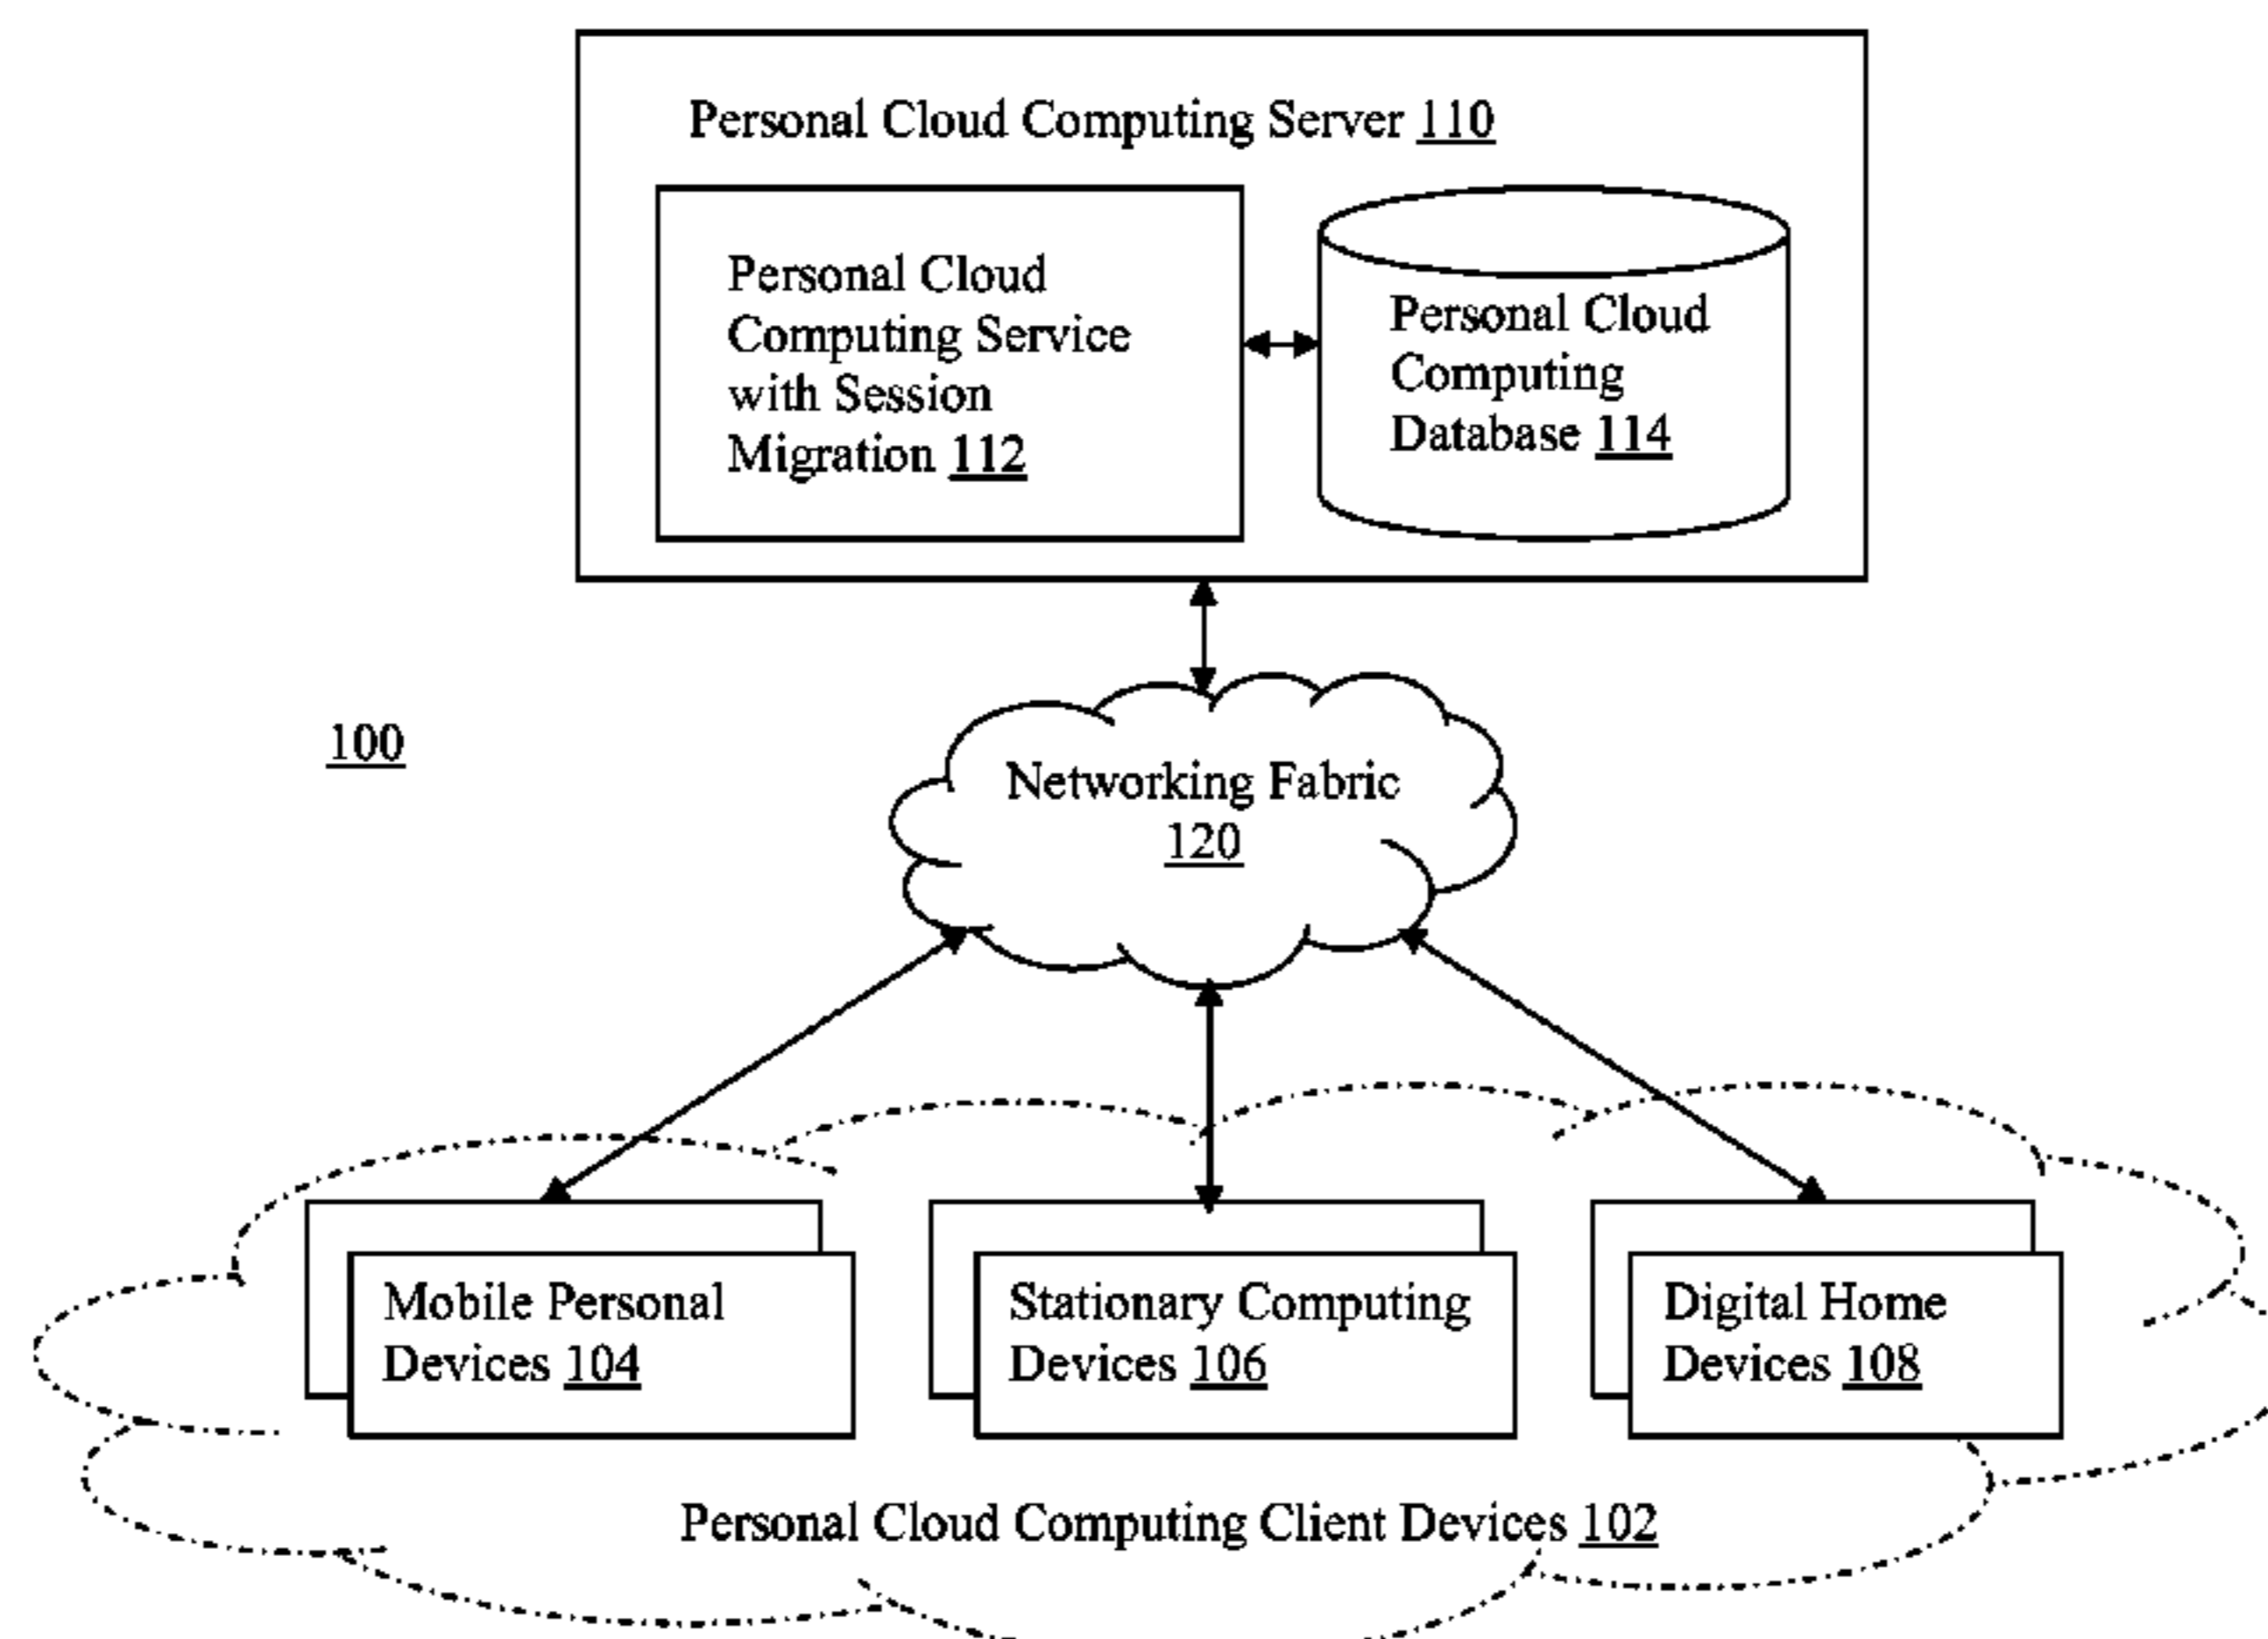 Personal Cloud Computing Server 110
Personal Cloud
Computing Service
with Session
Migration 112
Personal Cloud
Computing
Database 114
100
Networking Fabric
120
Mobile Personal
Devices 104
Stationary Computing
Devices 106
Digital Home
Devices 108
Personal Cloud Computing Client Devices 102